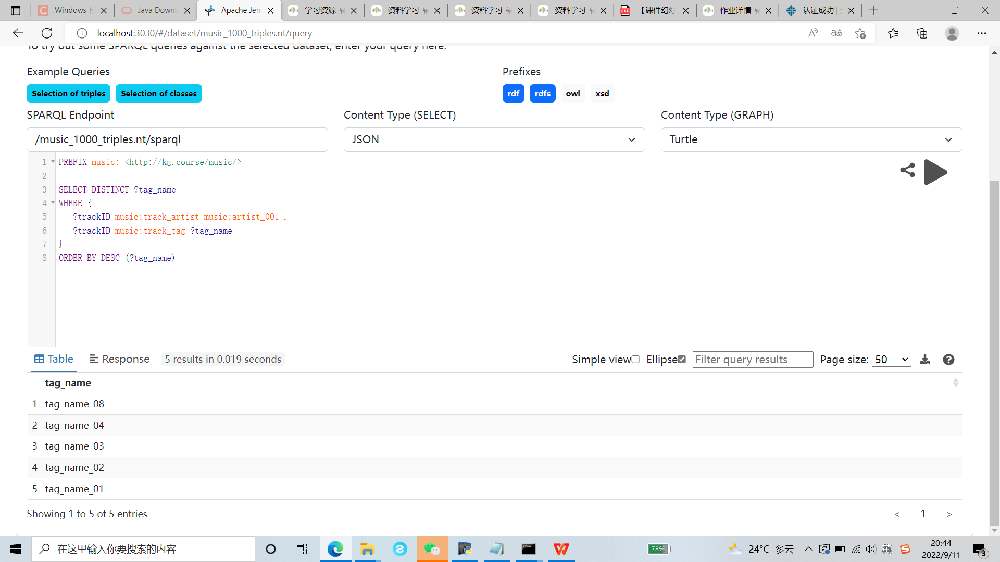 Windows下
Java Downl
Apache Jen
学习资源_辅
资料学习_辅
资料学习_辅
资料学习_辅
【课件幻灯
作业详情_辅
认证成功 |
localhost:3030/#/dataset/music_1000_triples.nt/query
To try out some SPARQL queries against the selected dataset, enter your query here.
Example Queries
Prefixes
Selection of triples
Selection of classes
rdf
rdfs
owl
xsd
SPARQL Endpoint
Content Type (SELECT)
Content Type (GRAPH)
/music_1000_triples.nt/sparql
JSON
Turtle
1 PREFIX music: <http://kg.course/music/>
2
3 SELECT DISTINCT ?tag_name
4 WHERE {
5 ?trackID music:track_artist music:artist_001 .
6 ?trackID music:track_tag ?tag_name
7 }
8 ORDER BY DESC (?tag_name)
Table
Response
5 results in 0.019 seconds
Simple view
Ellipse
Filter query results
Page size: 50
tag_name
1 tag_name_08
2 tag_name_04
3 tag_name_03
4 tag_name_02
5 tag_name_01
Showing 1 to 5 of 5 entries
< 1 >
在这里输入你要搜索的内容
78%
24°C 多云
英
20:44
2022/9/11
3